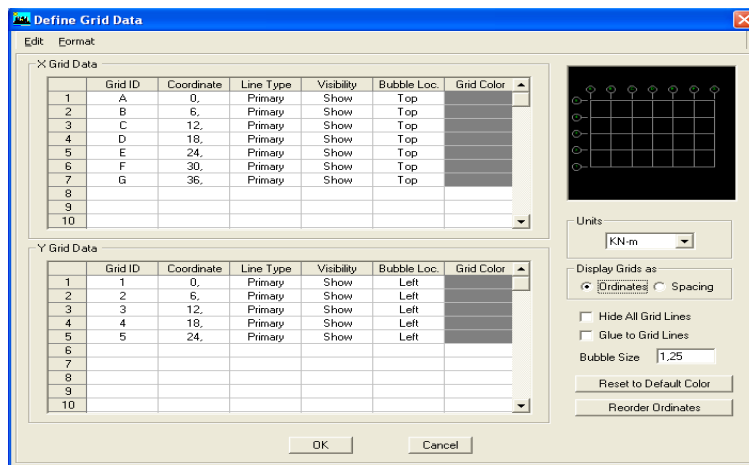 Define Grid Data
Edit Format
X Grid Data
Grid ID Coordinate Line Type Visibility Bubble Loc. Grid Color
1 A 0, Primary Show Top
2 B 6, Primary Show Top
3 C 12, Primary Show Top
4 D 18, Primary Show Top
5 E 24, Primary Show Top
6 F 30, Primary Show Top
7 G 36, Primary Show Top
8
9
10
Y Grid Data
Grid ID Coordinate Line Type Visibility Bubble Loc. Grid Color
1 1 0, Primary Show Left
2 2 6, Primary Show Left
3 3 12, Primary Show Left
4 4 18, Primary Show Left
5 5 24, Primary Show Left
6
7
8
9
10
Units
KN-m
Display Grids as
Ordinates Spacing
Hide All Grid Lines
Glue to Grid Lines
Bubble Size 1,25
Reset to Default Color
Reorder Ordinates
OK Cancel